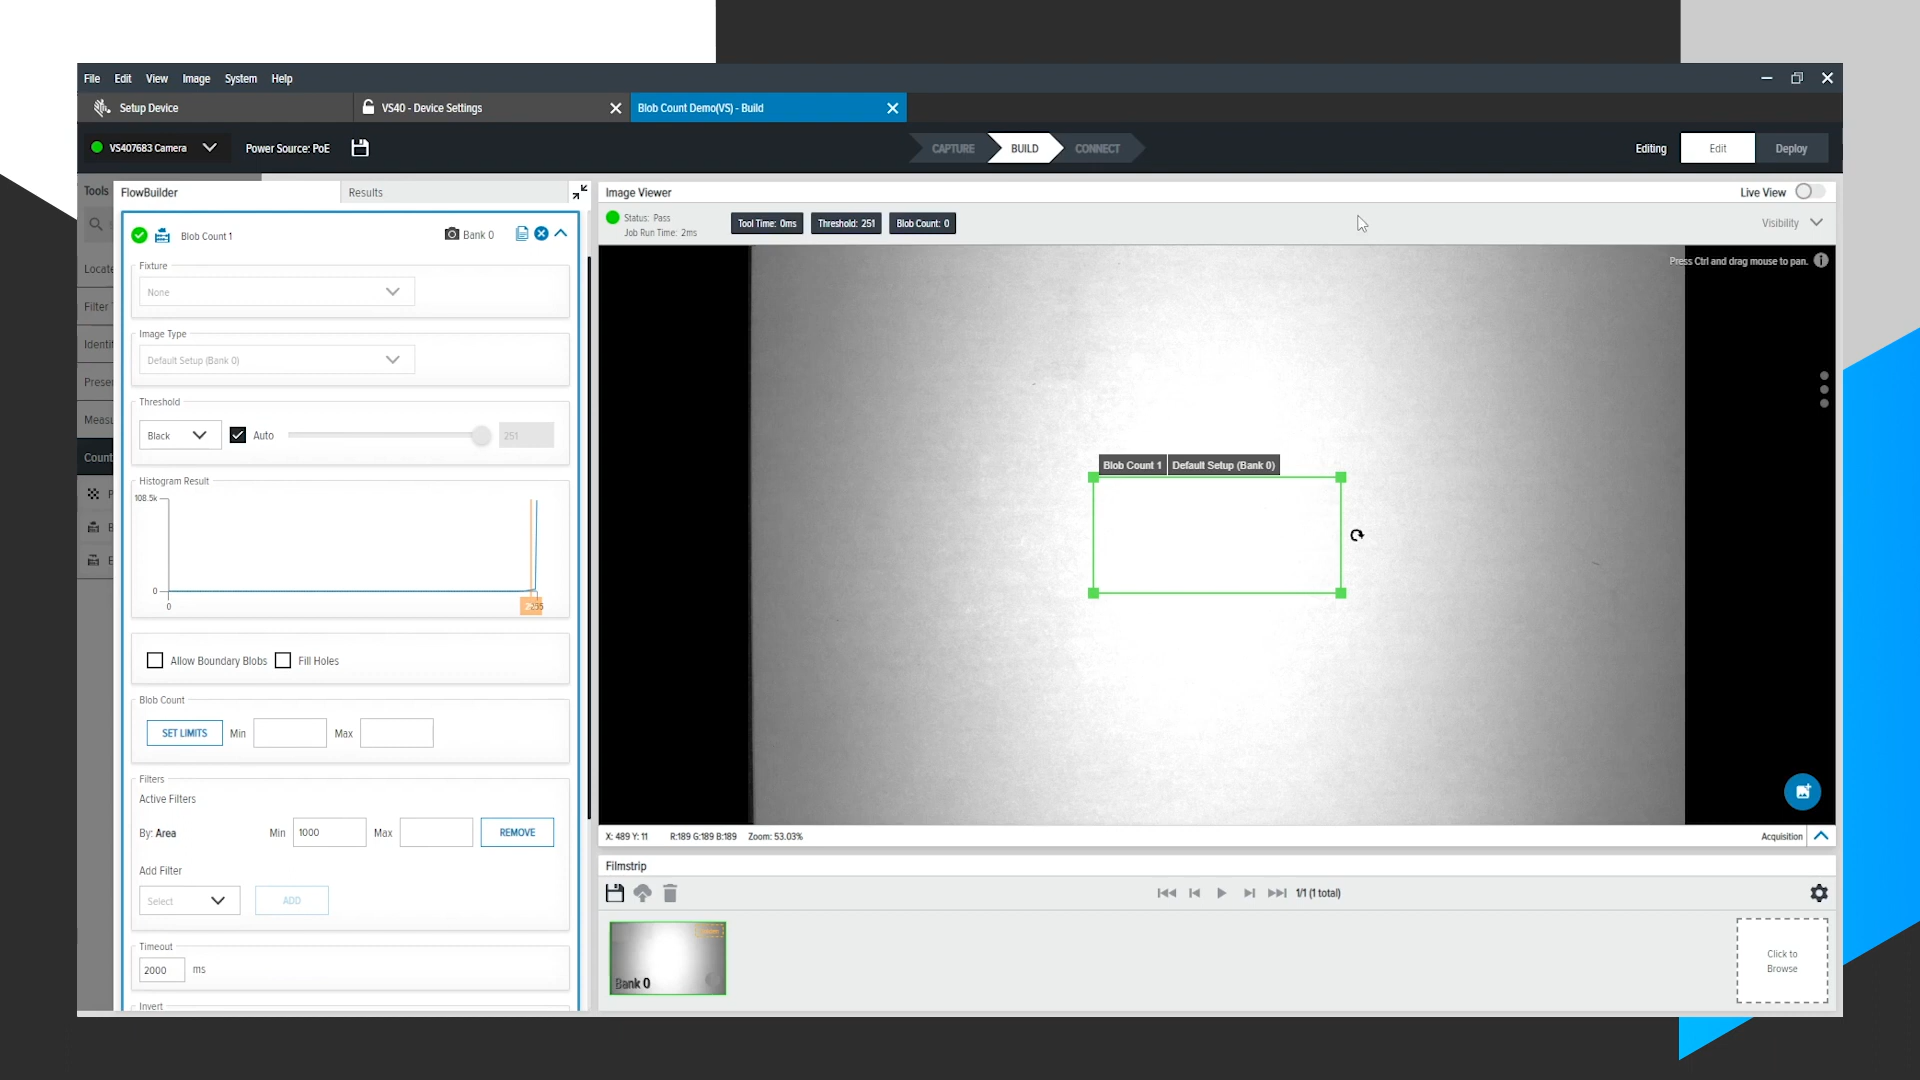 File Edit View Image System Help
Setup Device
VS40 - Device Settings
Blob Count Demo(VS) - Build
VS407683 Camera
Power Source: PoE
CAPTURE
BUILD
CONNECT
Editing
Edit
Deploy
Tools
FlowBuilder
Results
Image Viewer
Live View
Blob Count 1
Bank 0
Status: Pass
Job Run Time: 2ms
Tool Time: 0ms
Threshold: 251
Blob Count: 0
Visibility
Press Ctrl and drag mouse to pan.
Locate
Filter
Identi
Prese
Measu
Count
P
B
E
Fixture
None
Image Type
Default Setup (Bank 0)
Threshold
Black
Auto
251
Histogram Result
108.5k
0
0
Blob Count 1
Default Setup (Bank 0)
Allow Boundary Blobs
Fill Holes
Blob Count
SET LIMITS
Min
Max
Filters
Active Filters
By: Area
Min
1000
Max
REMOVE
Add Filter
Select
ADD
Timeout
2000
ms
Invert
X: 489 Y: 11
R:189 G:189 B:189
Zoom: 53.03%
Acquisition
Filmstrip
1/1 (1 total)
Bank 0
Click to
Browse